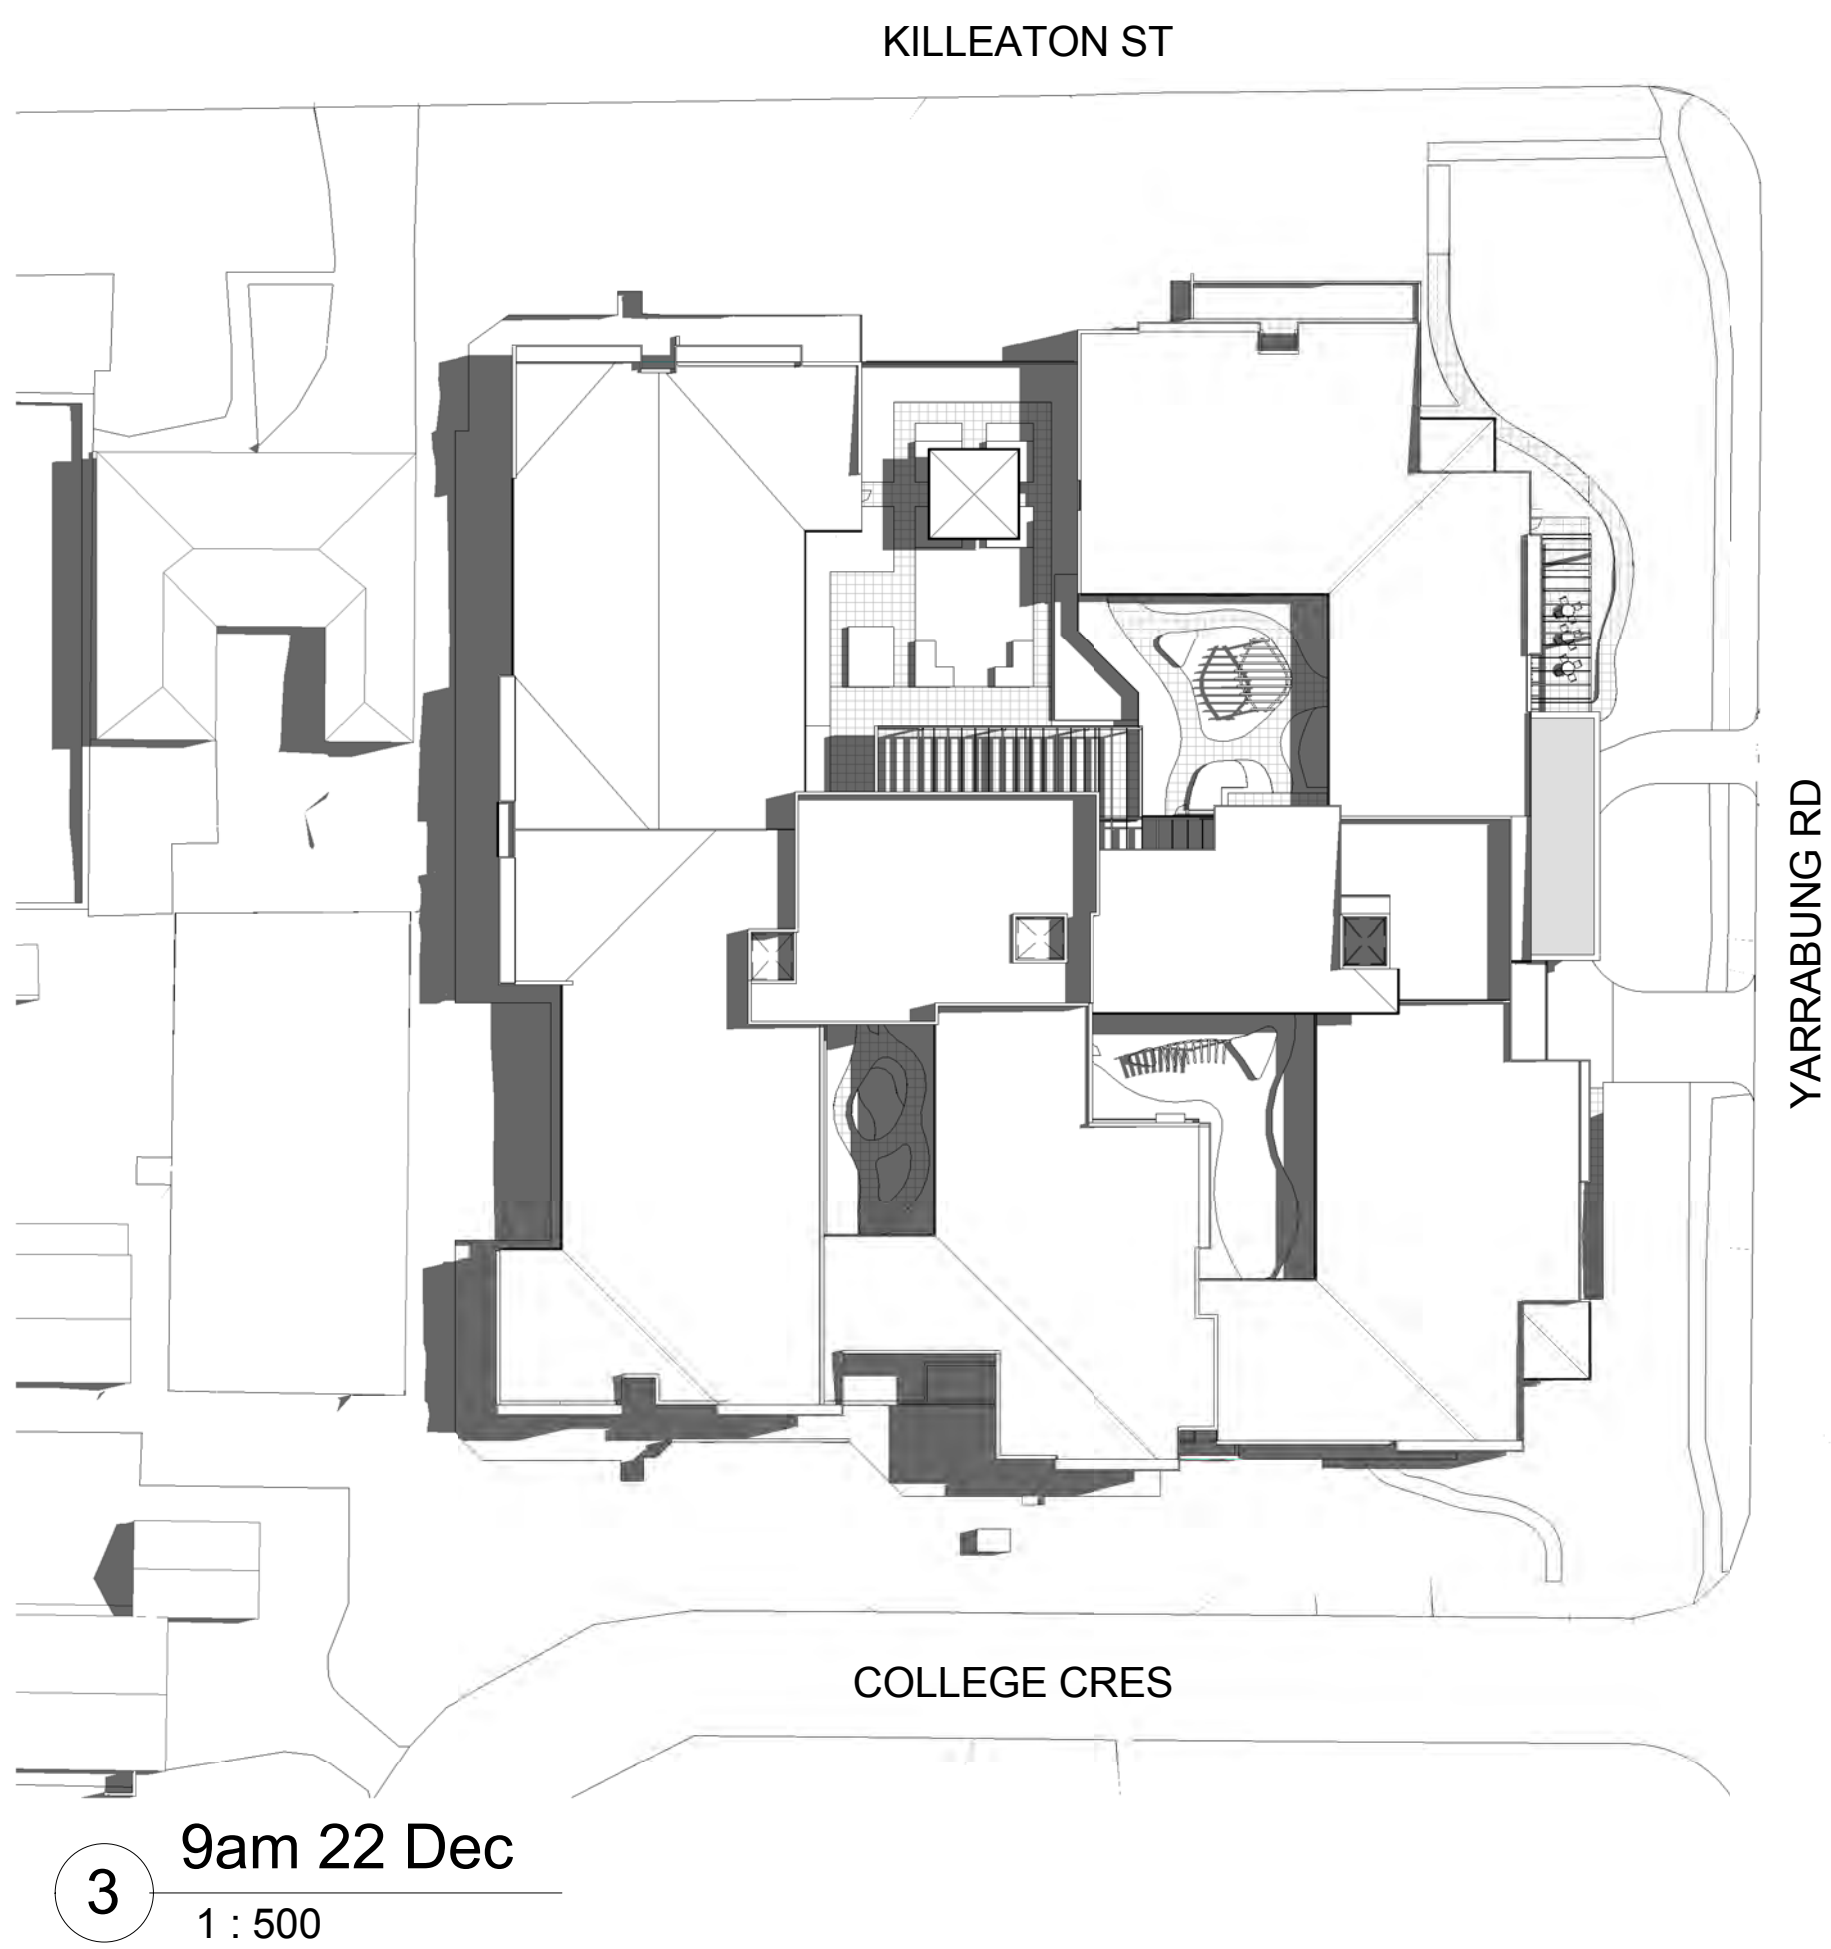 KILLEATON ST
YARRABUNG RD
COLLEGE CRES
3
9am 22 Dec
1 : 500